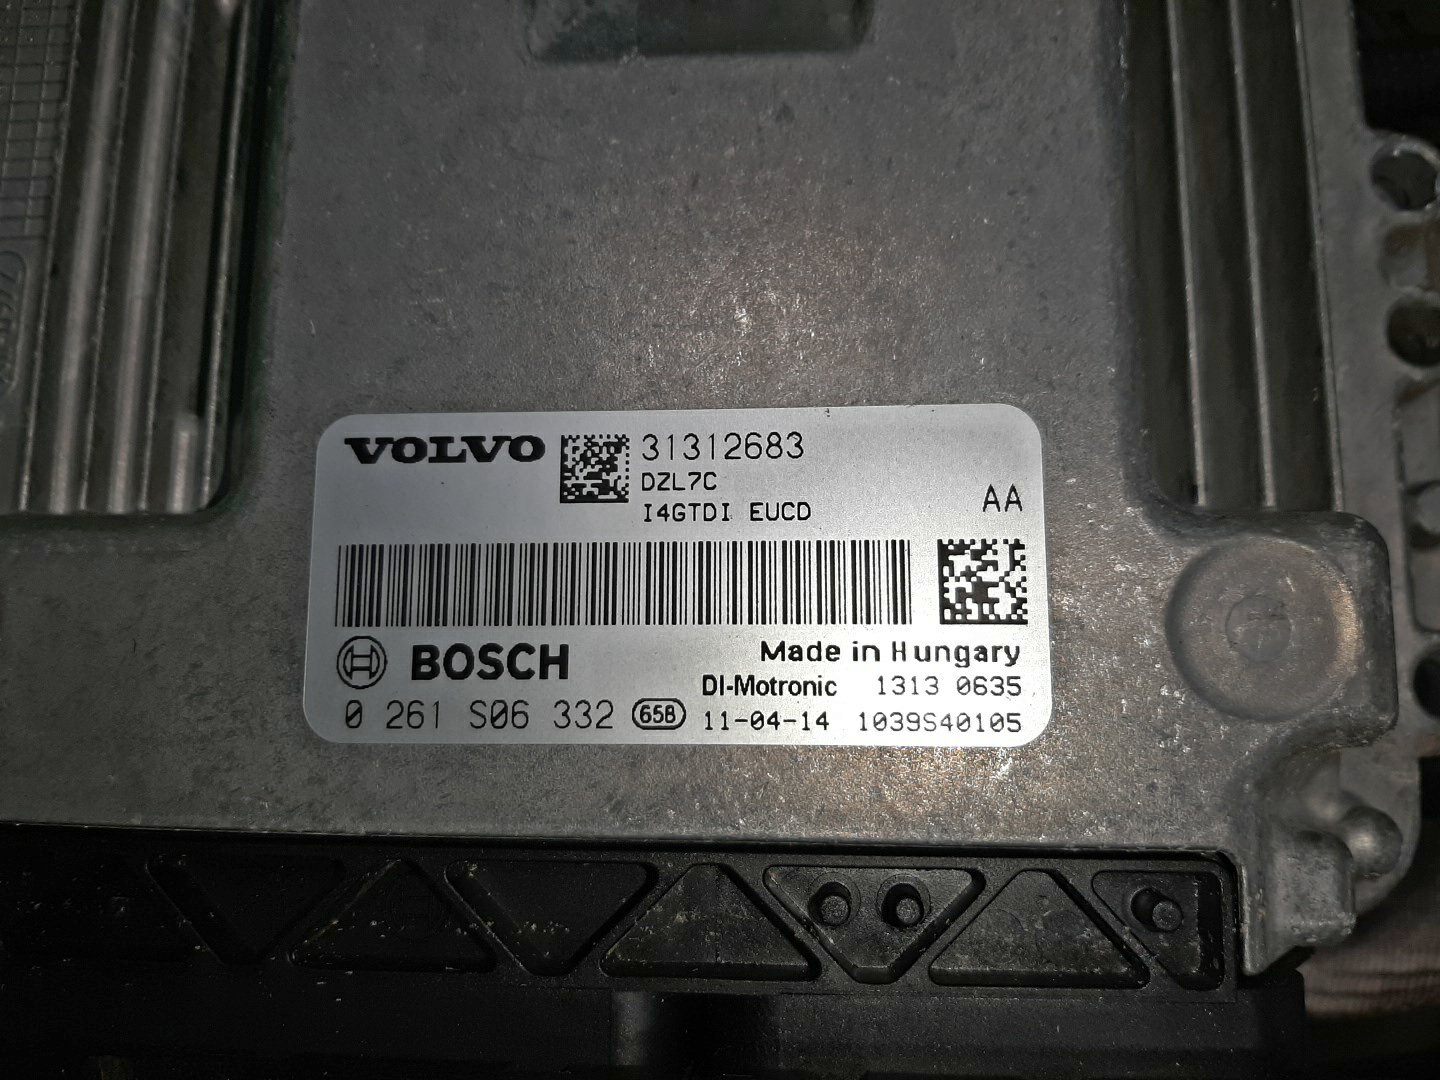 VOLVO 31312683
DZL7C
I4GTDI EUCD AA
BOSCH Made in Hungary
DI-Motronic 1313 0635
0 261 S06 332 65B 11-04-14 1039S40105